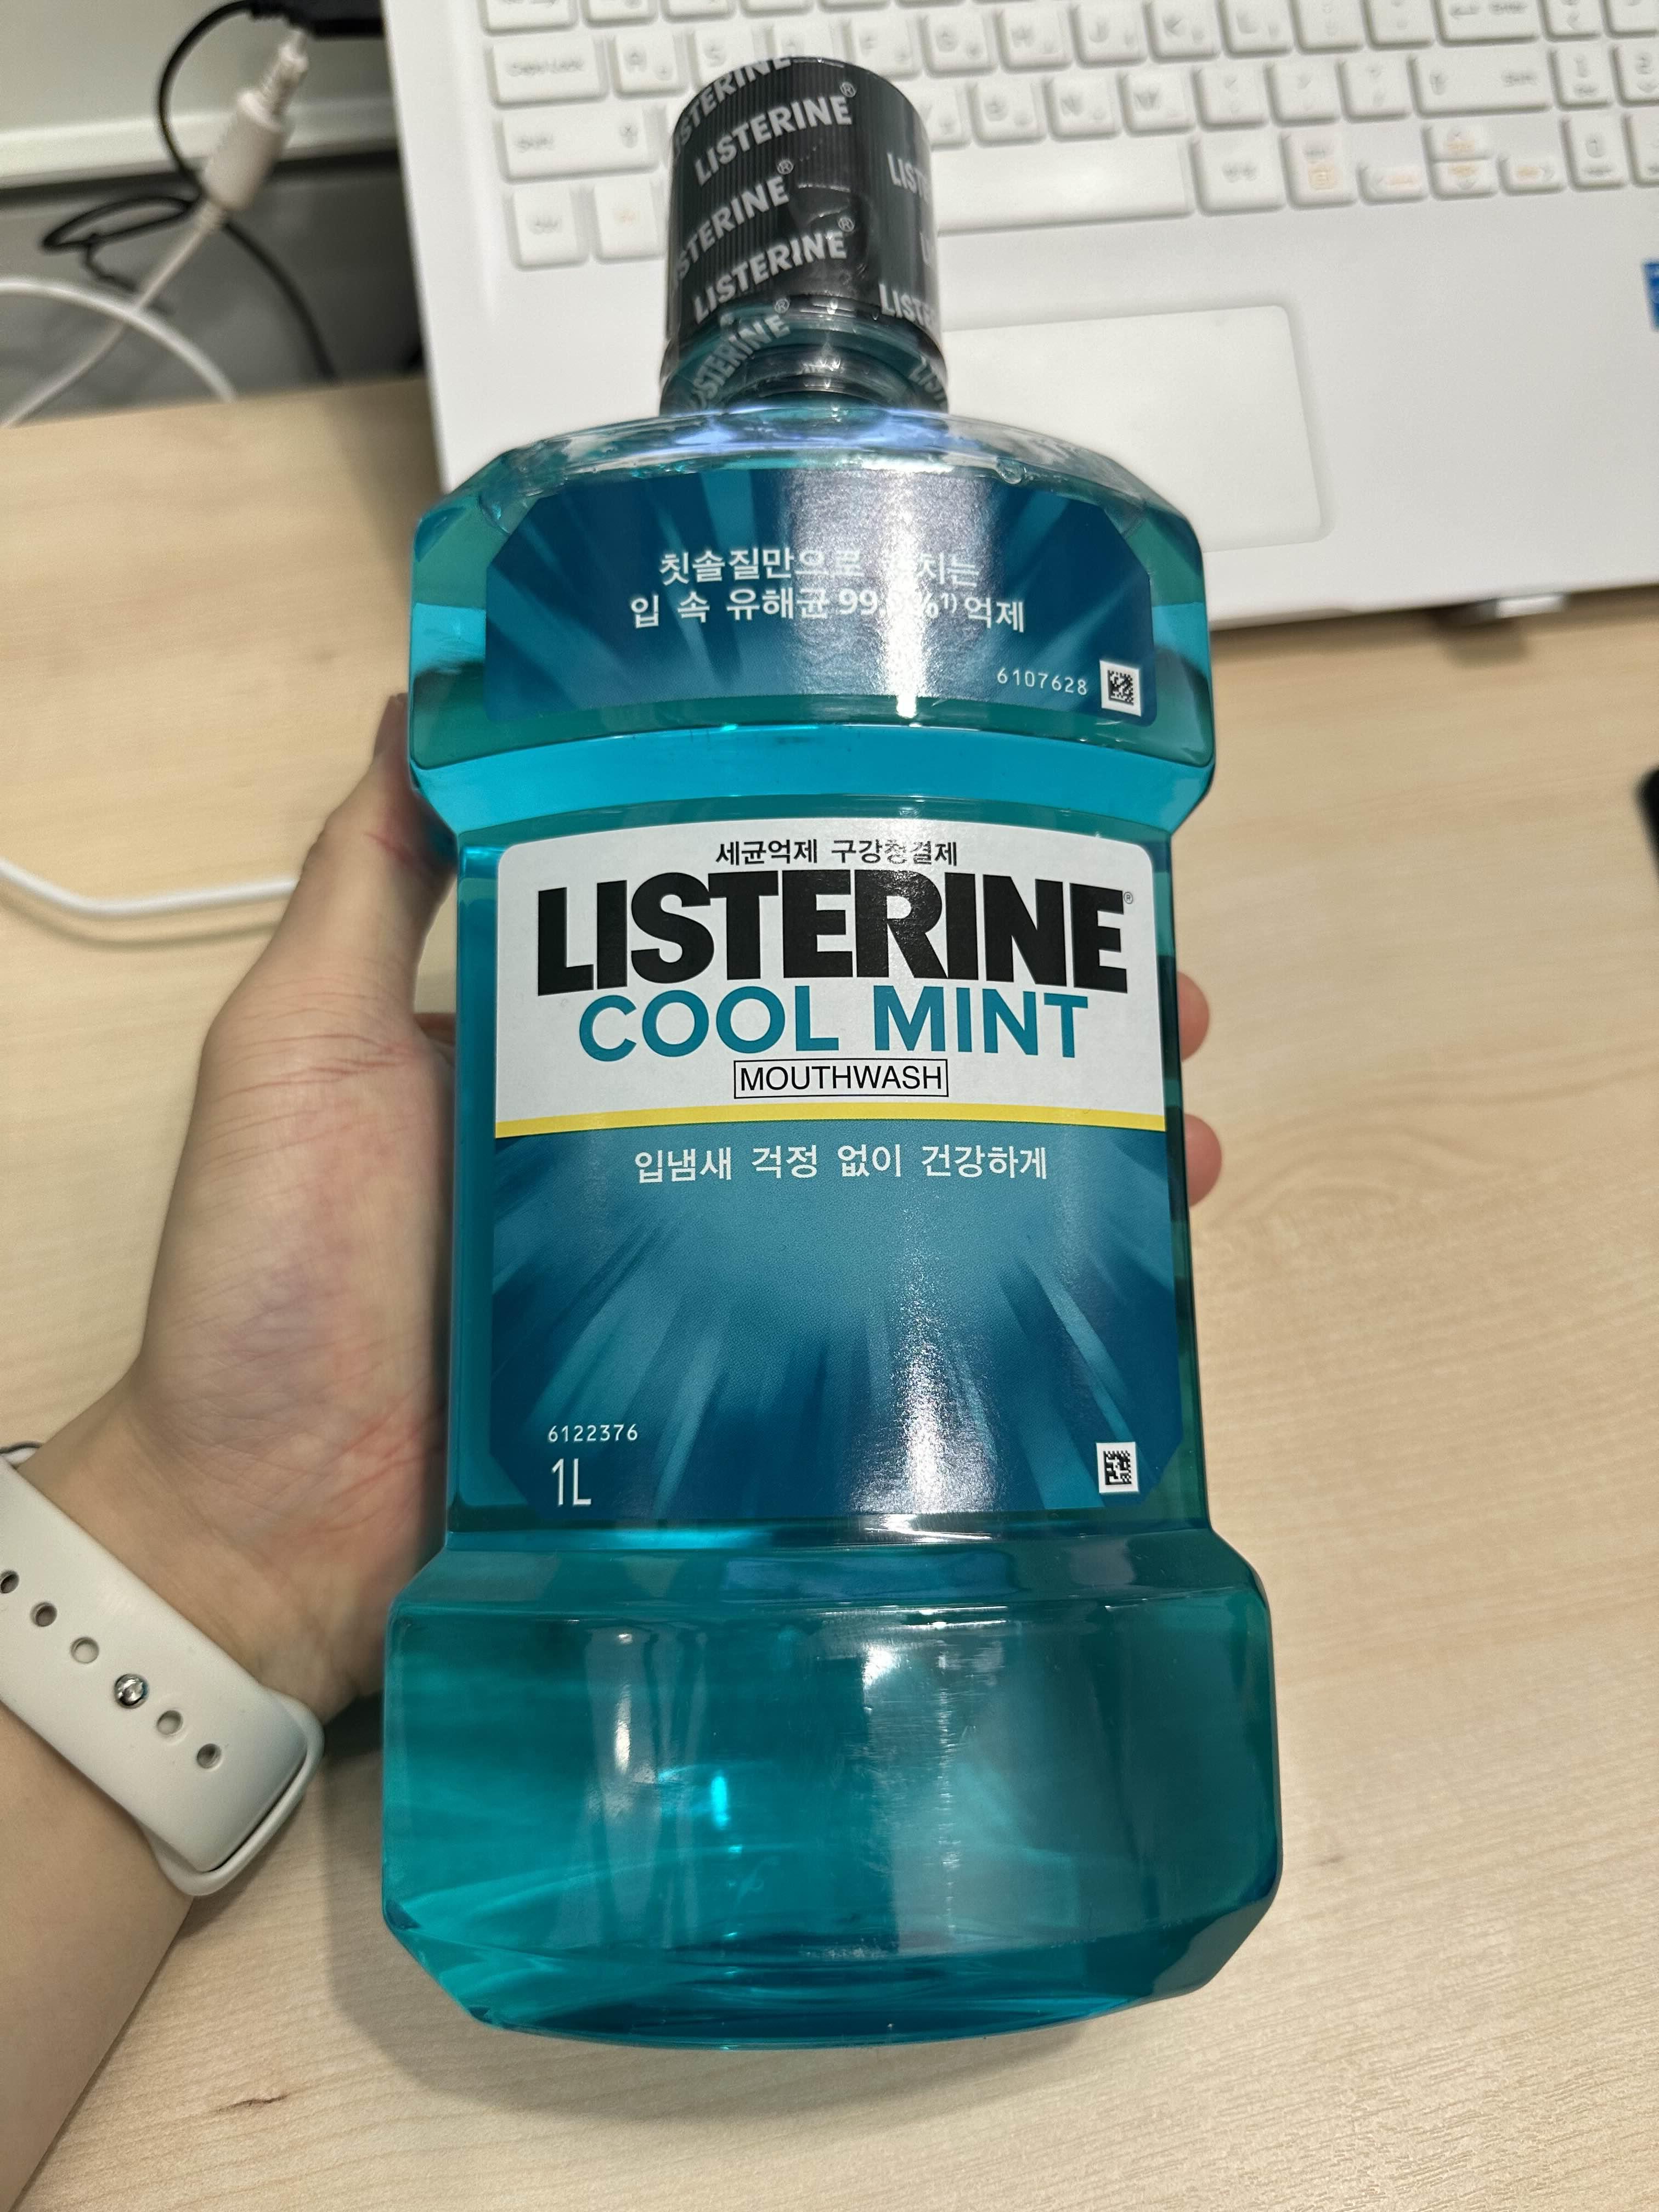 LISTERINE
LISTERINE®
LISTERINE®
LISTERINE®
LISTERINE®
칫솔질만으로 치는
입 속 유해균 억제
6107628
세균억제 구강청결제
LISTERINE®
COOL MINT
MOUTHWASH
입냄새 걱정 없이 건강하게
6122376
1L